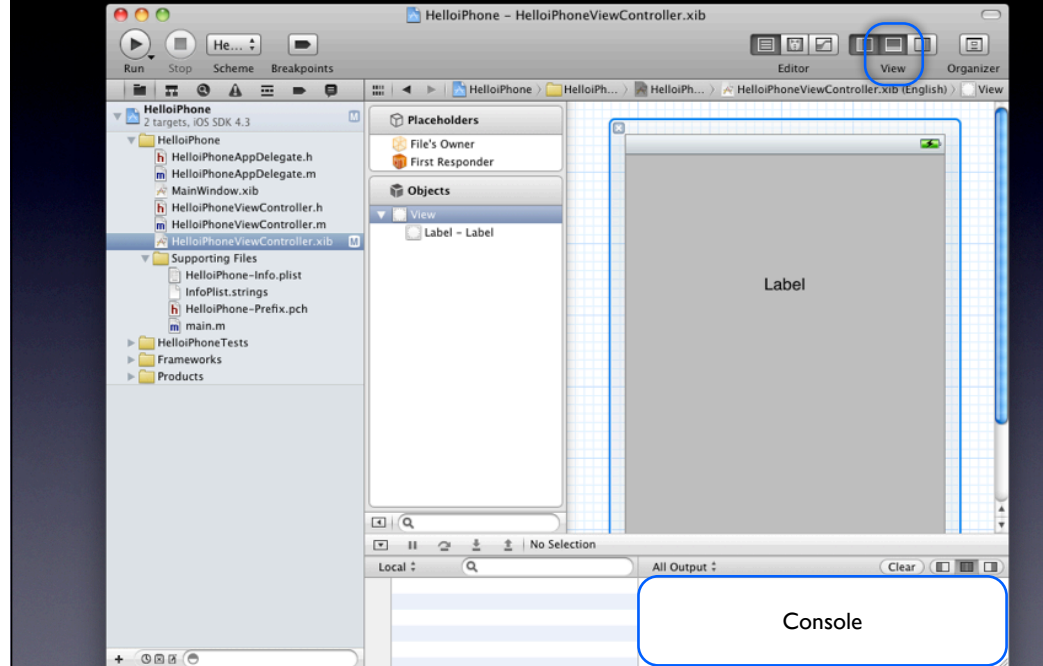 HelloiPhone – HelloiPhoneViewController.xib
He...
Run Stop Scheme Breakpoints Editor View Organizer
HelloiPhone HelloiPh... HelloiPh... HelloiPhoneViewController.xib (English) View
HelloiPhone M
2 targets, iOS SDK 4.3
HelloiPhone
h HelloiPhoneAppDelegate.h
m HelloiPhoneAppDelegate.m
MainWindow.xib
h HelloiPhoneViewController.h
m HelloiPhoneViewController.m
HelloiPhoneViewController.xib M
Supporting Files
HelloiPhone-Info.plist
InfoPlist.strings
h HelloiPhone-Prefix.pch
m main.m
HelloiPhoneTests
Frameworks
Products
Placeholders
File's Owner
First Responder
Objects
View
Label – Label
Label
No Selection
Local All Output Clear
Console